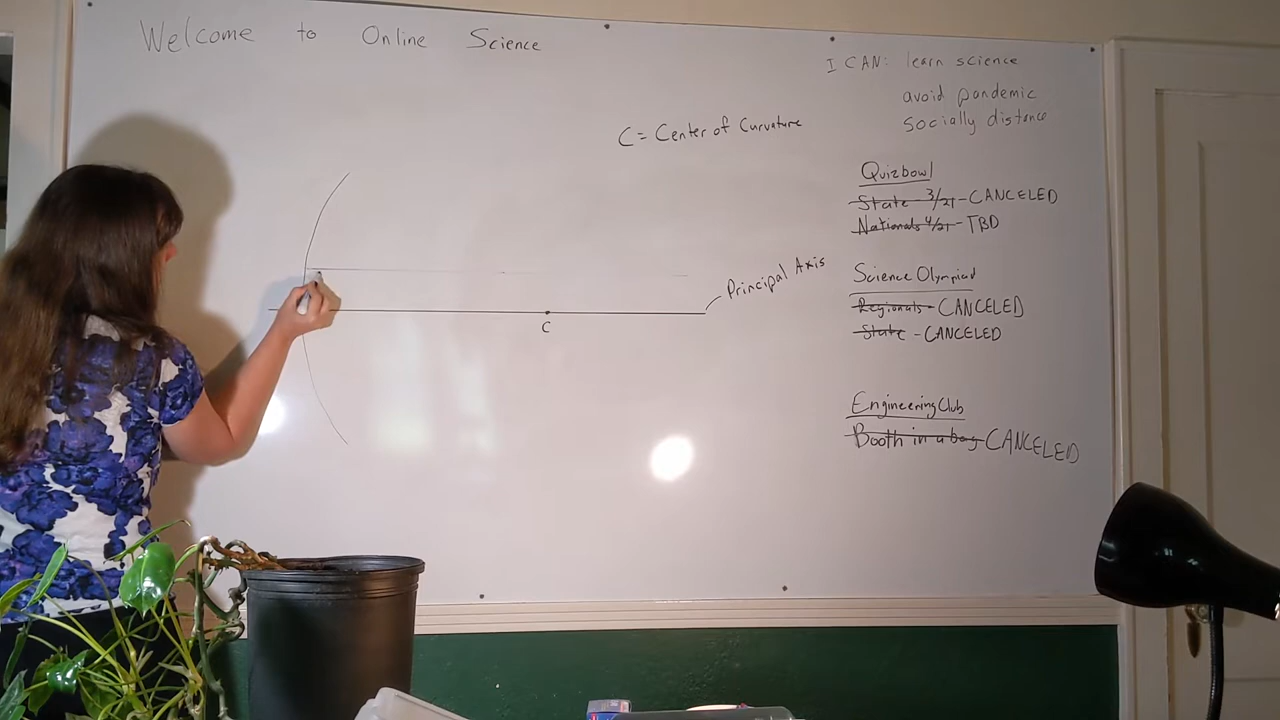 Welcome to Online Science
I CAN: learn science
avoid pandemic
socially distance
C = Center of Curvature
Quizbowl
State 3/21 - CANCELED
Nationals 4/21 - TBD
Principal Axis
C
Science Olympiad
Regionals - CANCELED
State - CANCELED
Engineering Club
Booth in a bag CANCELED